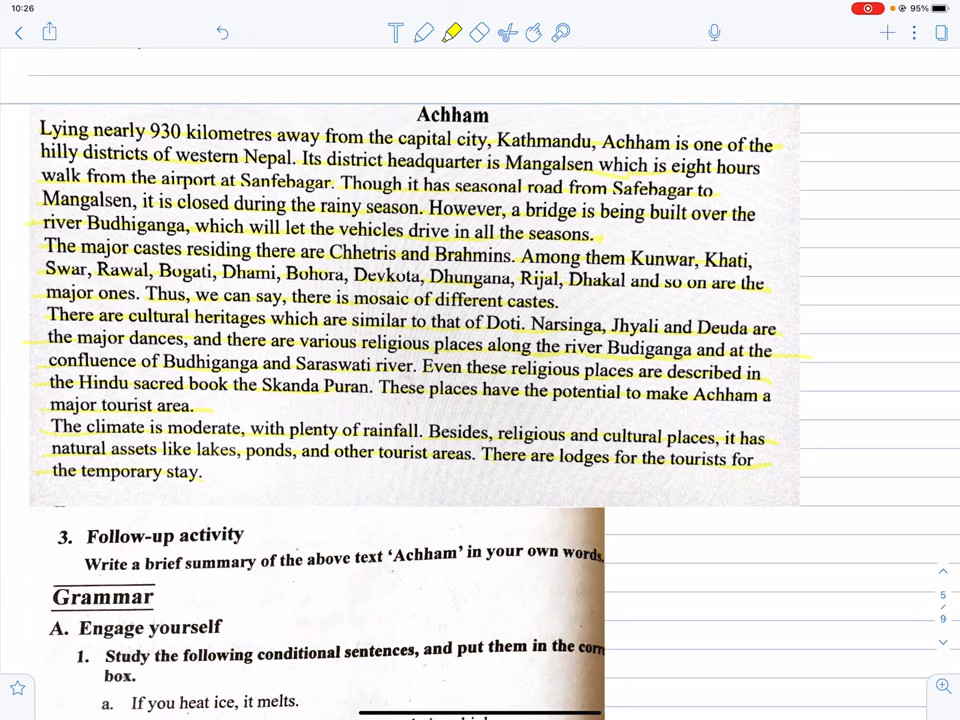 10:26
95%
T
Achham
Lying nearly 930 kilometres away from the capital city, Kathmandu, Achham is one of the
hilly districts of western Nepal. Its district headquarter is Mangalsen which is eight hours
walk from the airport at Sanfebagar. Though it has seasonal road from Safebagar to
Mangalsen, it is closed during the rainy season. However, a bridge is being built over the
river Budhiganga, which will let the vehicles drive in all the seasons.
The major castes residing there are Chhetris and Brahmins. Among them Kunwar, Khati,
Swar, Rawal, Bogati, Dhami, Bohora, Devkota, Dhungana, Rijal, Dhakal and so on are the
major ones. Thus, we can say, there is mosaic of different castes.
There are cultural heritages which are similar to that of Doti. Narsinga, Jhyali and Deuda are
the major dances, and there are various religious places along the river Budiganga and at the
confluence of Budhiganga and Saraswati river. Even these religious places are described in
the Hindu sacred book the Skanda Puran. These places have the potential to make Achham a
major tourist area.
The climate is moderate, with plenty of rainfall. Besides, religious and cultural places, it has
natural assets like lakes, ponds, and other tourist areas. There are lodges for the tourists for
the temporary stay.
3. Follow-up activity
Write a brief summary of the above text ‘Achham’ in your own words.
Grammar
A. Engage yourself
1. Study the following conditional sentences, and put them in the
box.
a. If you heat ice, it melts.
5
/
9